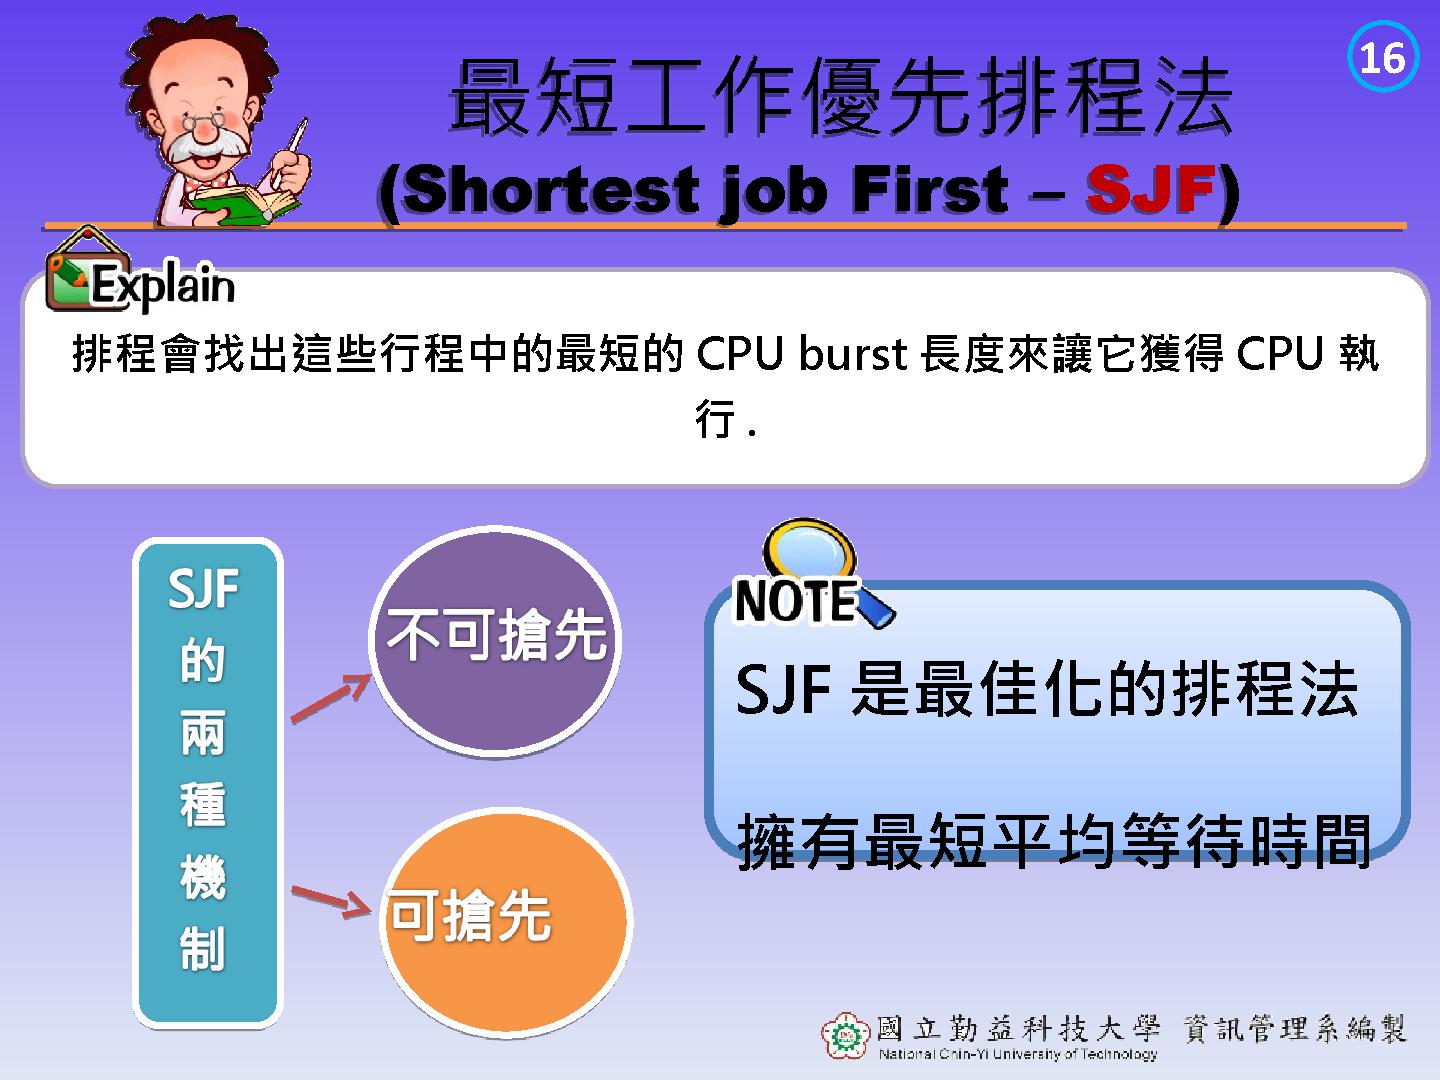 16
最短工作優先排程法
(Shortest job First – SJF)
Explain
排程會找出這些行程中的最短的 CPU burst 長度來讓它獲得 CPU 執
行 .
SJF
的
兩
種
機
制
不可搶先
可搶先
NOTE
SJF 是最佳化的排程法
擁有最短平均等待時間
國立勤益科技大學 資訊管理系編製
National Chin-Yi University of Technology